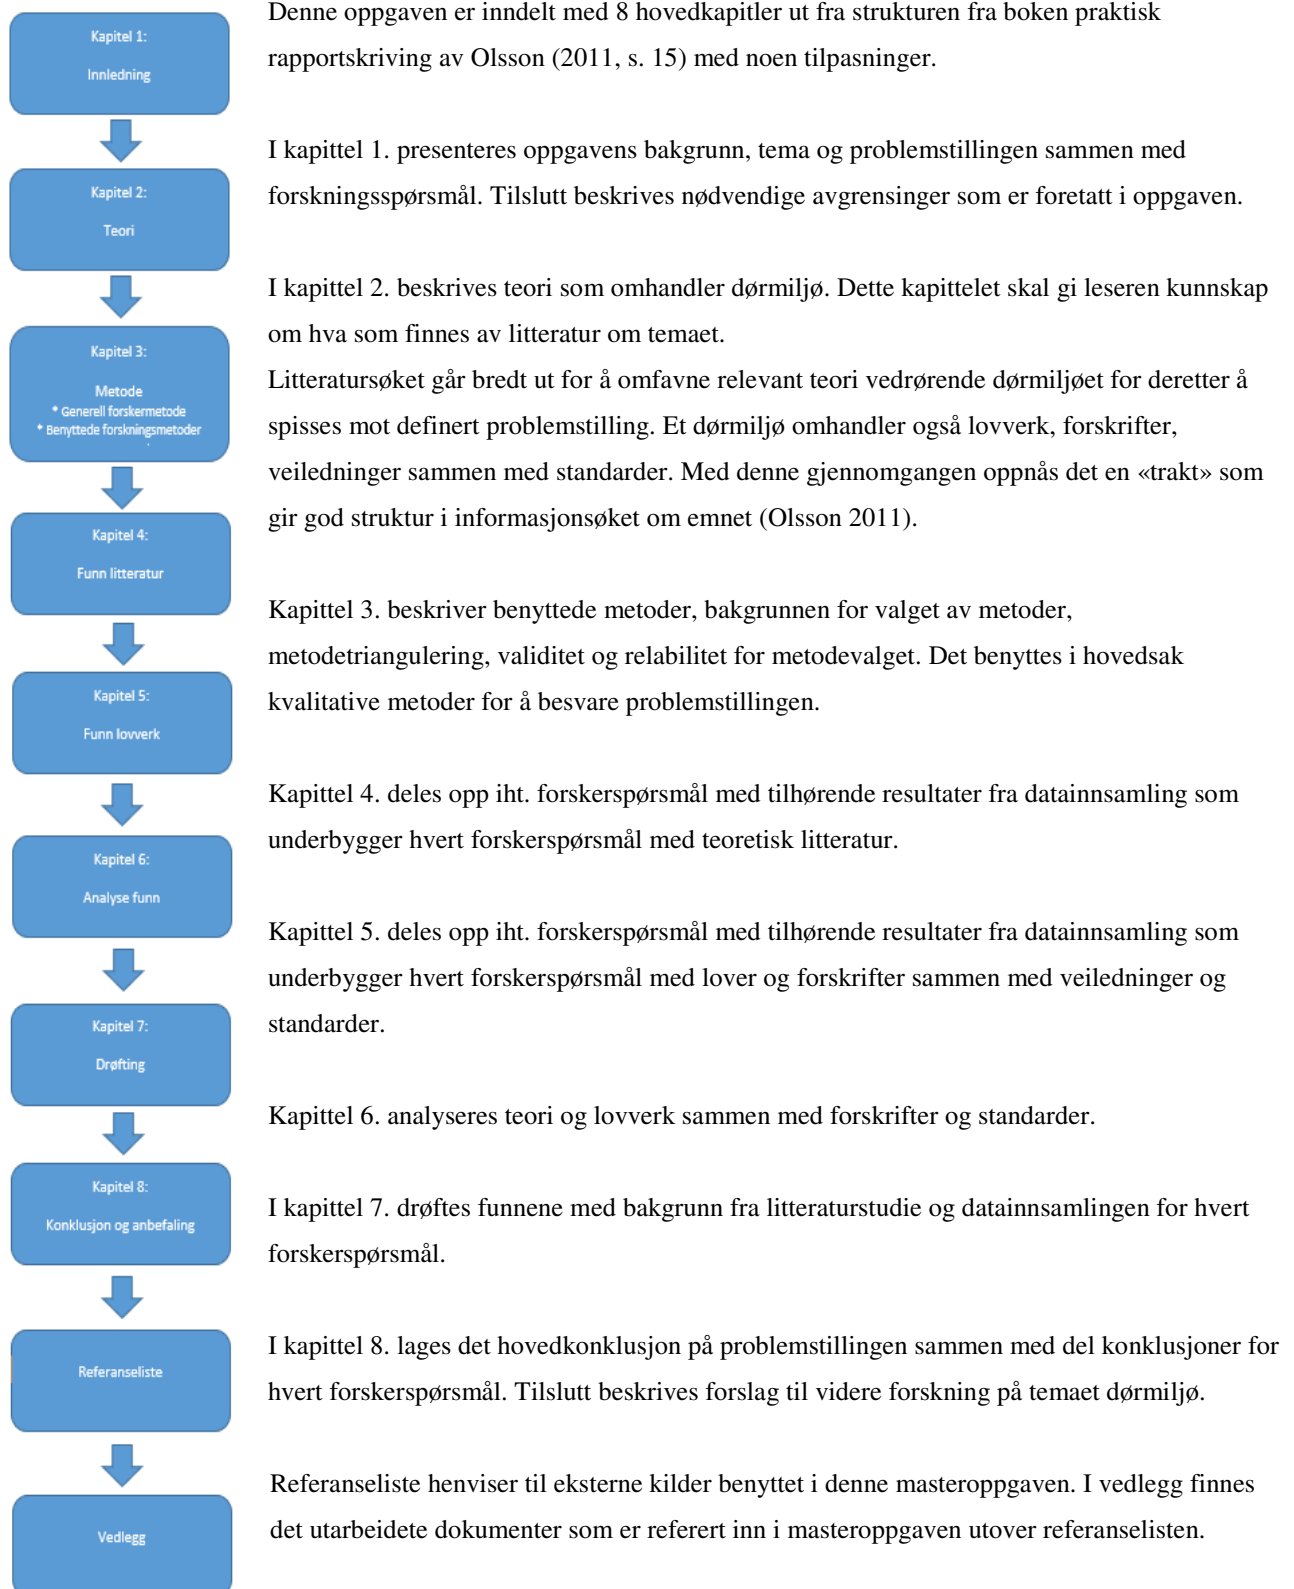 Kapitel 1:
Innledning
Kapitel 2:
Teori
Kapitel 3:
Metode
* Generell forskermetode
* Benyttede forskningsmetoder
Kapitel 4:
Funn litteratur
Kapitel 5:
Funn lovverk
Kapitel 6:
Analyse funn
Kapitel 7:
Drøfting
Kapitel 8:
Konklusjon og anbefaling
Referanseliste
Vedlegg
Denne oppgaven er inndelt med 8 hovedkapitler ut fra strukturen fra boken praktisk
rapportskriving av Olsson (2011, s. 15) med noen tilpasninger.
I kapittel 1. presenteres oppgavens bakgrunn, tema og problemstillingen sammen med
forskningsspørsmål. Tilslutt beskrives nødvendige avgrensinger som er foretatt i oppgaven.
I kapittel 2. beskrives teori som omhandler dørmiljø. Dette kapittelet skal gi leseren kunnskap
om hva som finnes av litteratur om temaet.
Litteratursøket går bredt ut for å omfavne relevant teori vedrørende dørmiljøet for deretter å
spisses mot definert problemstilling. Et dørmiljø omhandler også lovverk, forskrifter,
veiledninger sammen med standarder. Med denne gjennomgangen oppnås det en «trakt» som
gir god struktur i informasjonsøket om emnet (Olsson 2011).
Kapittel 3. beskriver benyttede metoder, bakgrunnen for valget av metoder,
metodetriangulering, validitet og relabilitet for metodevalget. Det benyttes i hovedsak
kvalitative metoder for å besvare problemstillingen.
Kapittel 4. deles opp iht. forskerspørsmål med tilhørende resultater fra datainnsamling som
underbygger hvert forskerspørsmål med teoretisk litteratur.
Kapittel 5. deles opp iht. forskerspørsmål med tilhørende resultater fra datainnsamling som
underbygger hvert forskerspørsmål med lover og forskrifter sammen med veiledninger og
standarder.
Kapittel 6. analyseres teori og lovverk sammen med forskrifter og standarder.
I kapittel 7. drøftes funnene med bakgrunn fra litteraturstudie og datainnsamlingen for hvert
forskerspørsmål.
I kapittel 8. lages det hovedkonklusjon på problemstillingen sammen med del konklusjoner for
hvert forskerspørsmål. Tilslutt beskrives forslag til videre forskning på temaet dørmiljø.
Referanseliste henviser til eksterne kilder benyttet i denne masteroppgaven. I vedlegg finnes
det utarbeidete dokumenter som er referert inn i masteroppgaven utover referanselisten.